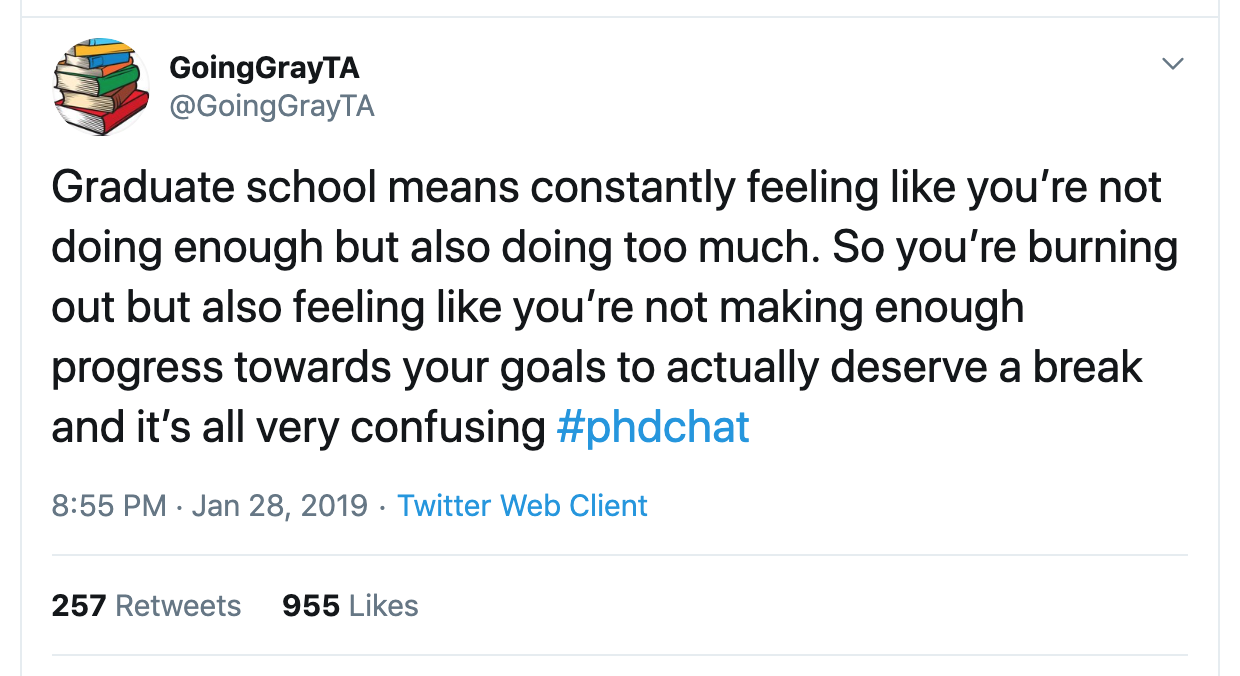 GoingGrayTA
@GoingGrayTA
Graduate school means constantly feeling like you’re not
doing enough but also doing too much. So you’re burning
out but also feeling like you’re not making enough
progress towards your goals to actually deserve a break
and it’s all very confusing #phdchat
8:55 PM · Jan 28, 2019 · Twitter Web Client
257 Retweets 955 Likes